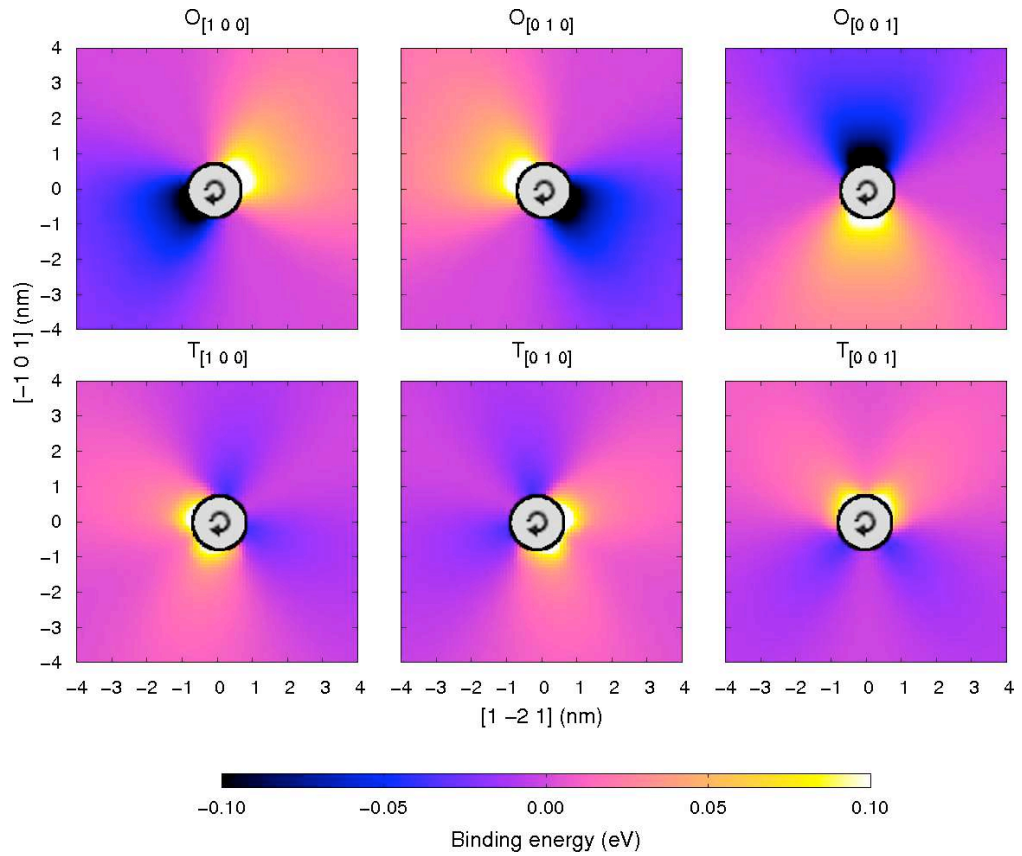 O[1 0 0] O[0 1 0] O[0 0 1]
4
3
2
1
0
−1
−2
−3
−4
T[1 0 0] T[0 1 0] T[0 0 1]
[−1 0 1] (nm)
4
3
2
1
0
−1
−2
−3
−4
−4 −3 −2 −1 0 1 2 3 4 −4 −3 −2 −1 0 1 2 3 4 −4 −3 −2 −1 0 1 2 3 4
[1 −2 1] (nm)
−0.10 −0.05 0.00 0.05 0.10
Binding energy (eV)